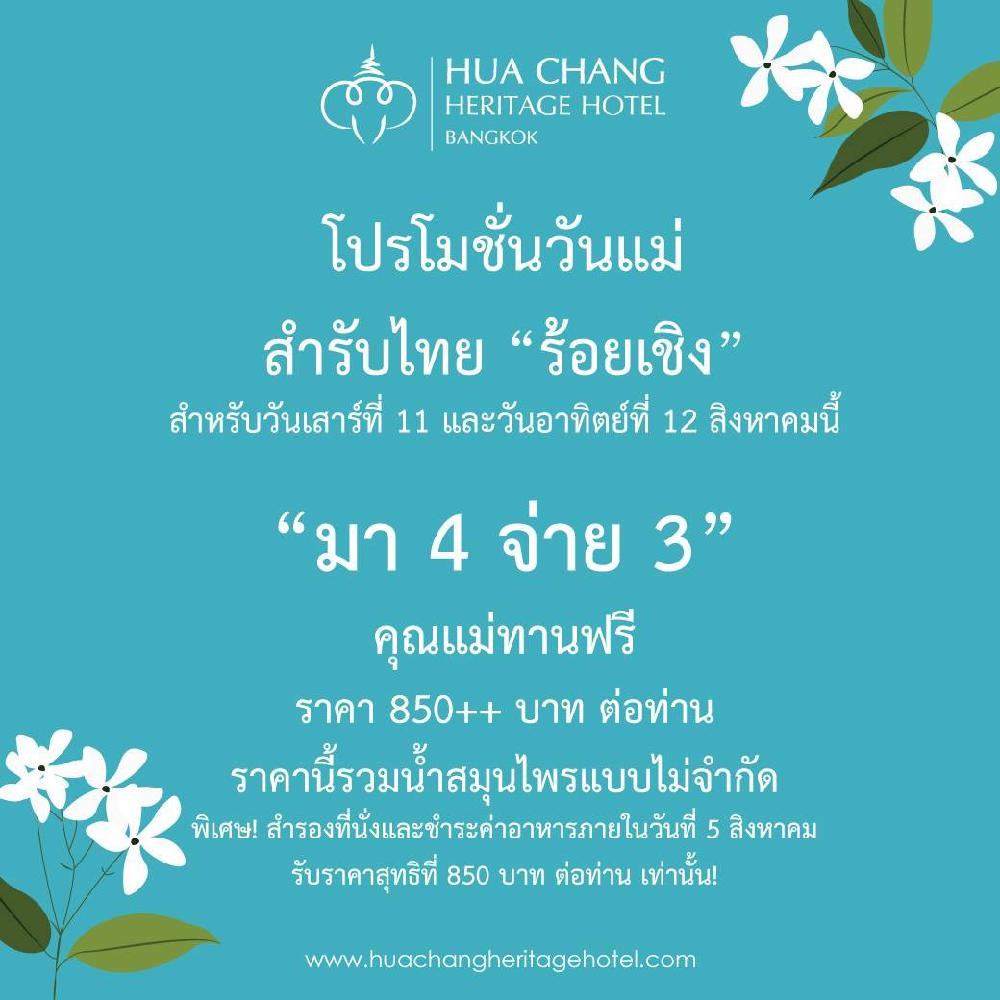 HUA CHANG
HERITAGE HOTEL
BANGKOK
โปรโมชั่นวันแม่
สำรับไทย “ร้อยเชิง”
สำหรับวันเสาร์ที่ 11 และวันอาทิตย์ที่ 12 สิงหาคมนี้
“มา 4 จ่าย 3”
คุณแม่ทานฟรี
ราคา 850++ บาท ต่อท่าน
ราคานี้รวมน้ำสมุนไพรแบบไม่จำกัด
พิเศษ! สำรองที่นั่งและชำระค่าอาหารภายในวันที่ 5 สิงหาคม
รับราคาสุทธิที่ 850 บาท ต่อท่าน เท่านั้น!
www.huachangheritagehotel.com